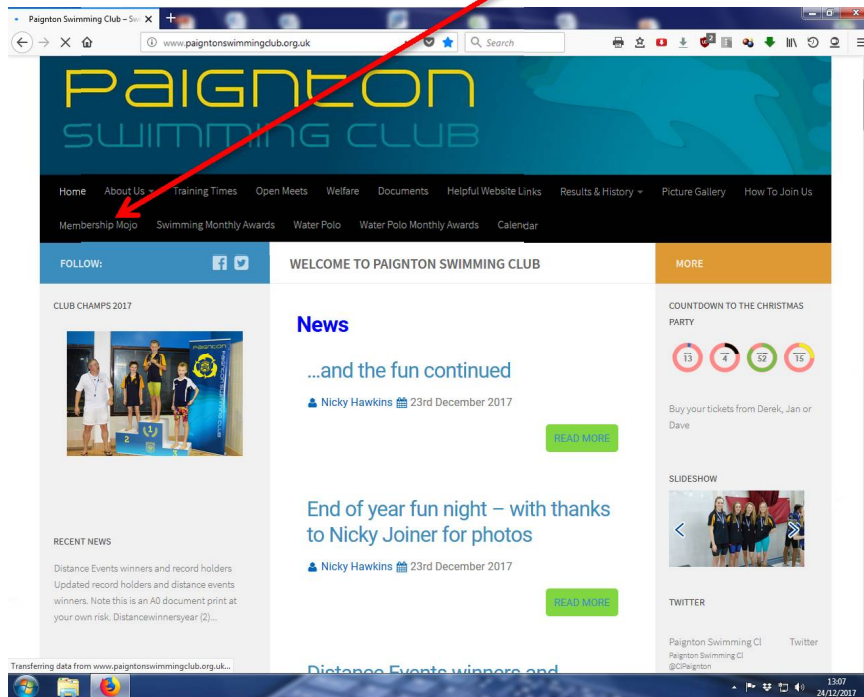 Paignton Swimming Club – Sw
www.paigntonswimmingclub.org.uk
Search
PaIGNTON
SWIMMING CLUB
Home About Us Training Times Open Meets Welfare Documents Helpful Website Links Results & History Picture Gallery How To Join Us
Membership Mojo Swimming Monthly Awards Water Polo Water Polo Monthly Awards Calendar
FOLLOW:
CLUB CHAMPS 2017
RECENT NEWS
Distance Events winners and record holders
Updated record holders and distance events
winners. Note this is an A0 document print at
your own risk. Distancewinnersyear (2)...
WELCOME TO PAIGNTON SWIMMING CLUB
News
...and the fun continued
Nicky Hawkins 23rd December 2017
READ MORE
End of year fun night – with thanks
to Nicky Joiner for photos
Nicky Hawkins 23rd December 2017
READ MORE
Distance Events winners and
MORE
COUNTDOWN TO THE CHRISTMAS
PARTY
13 4 52 15
Buy your tickets from Derek, Jan or
Dave
SLIDESHOW
TWITTER
Paignton Swimming Cl Twitter
Paignton Swimming Cl
@ClPaignton
Transferring data from www.paigntonswimmingclub.org.uk...
13:07
24/12/2017